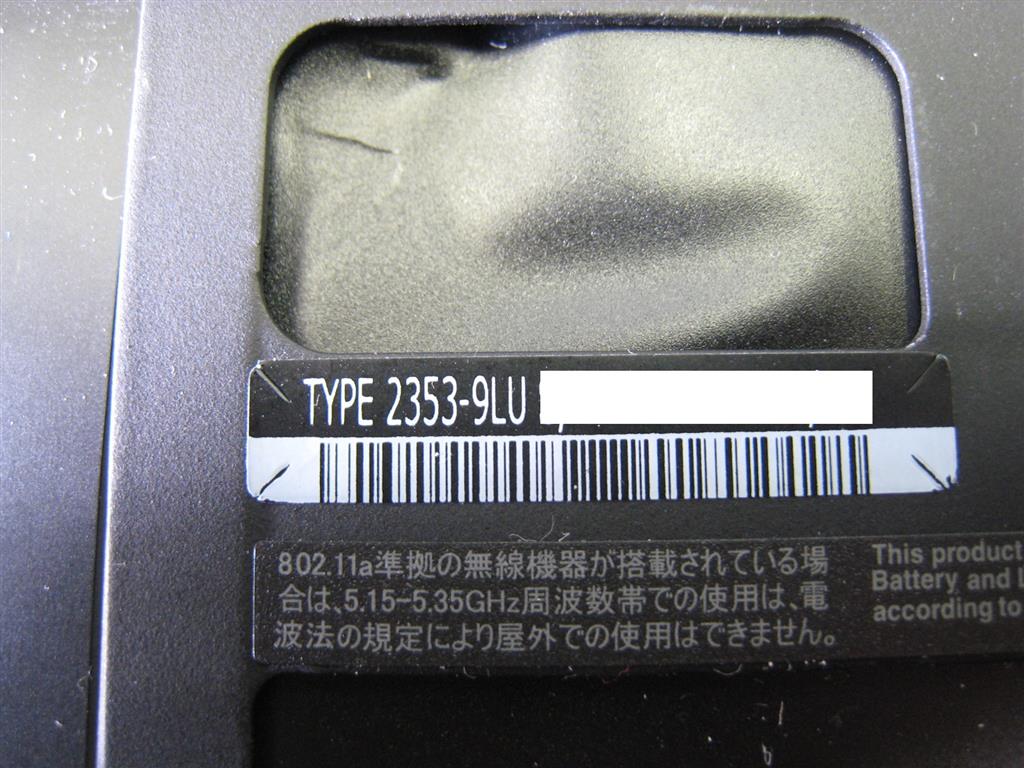 TYPE 2353-9LU
802.11a準拠の無線機器が搭載されている場
合は、5.15-5.35GHz周波数帯での使用は、電
波法の規定により屋外での使用はできません。
This product
Battery and
according to